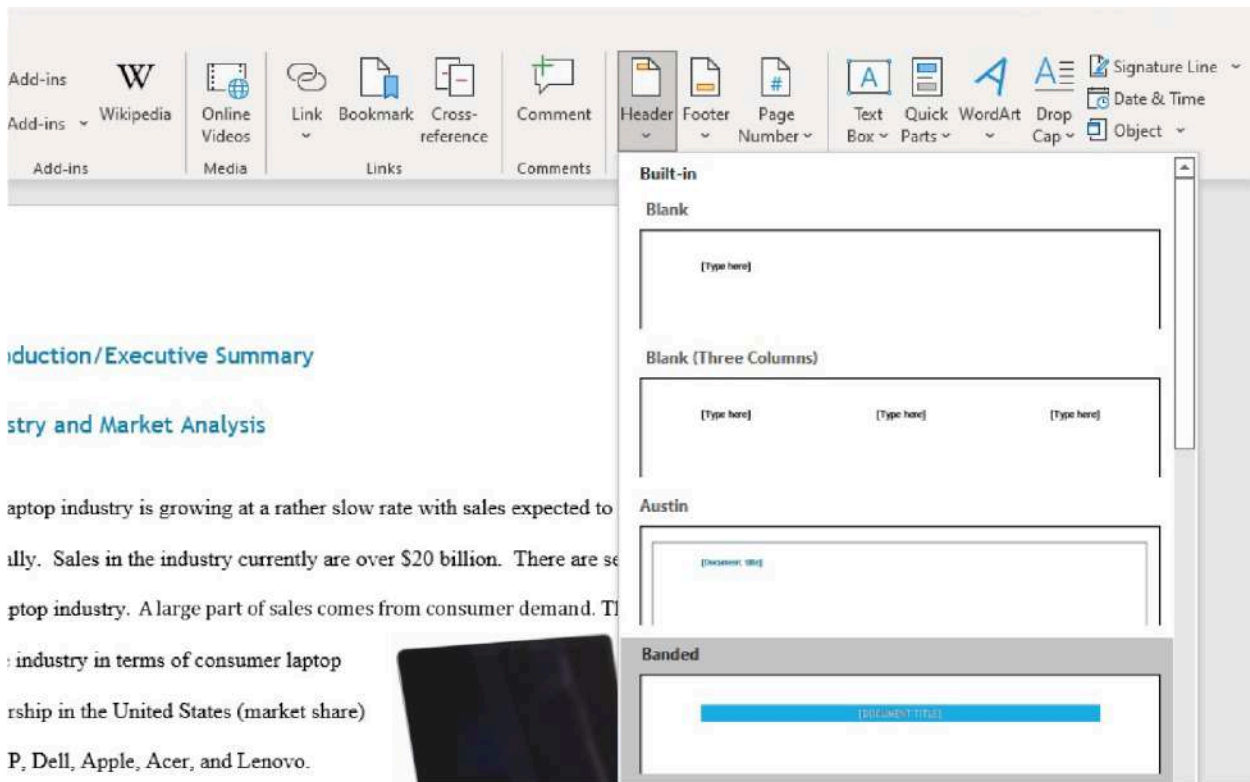 Add-ins
Add-ins
Wikipedia
Add-ins
Online
Videos
Media
Link
Bookmark
Cross-
reference
Links
Comment
Comments
Header
Footer
Page
Number
Text
Box
Quick
Parts
WordArt
Drop
Cap
Signature Line
Date & Time
Object
Built-in
Blank
[Type here]
Blank (Three Columns)
[Type here] [Type here] [Type here]
Austin
[Document title]
Banded
[DOCUMENT TITLE]
oduction/Executive Summary
stry and Market Analysis
aptop industry is growing at a rather slow rate with sales expected to
ally. Sales in the industry currently are over $20 billion. There are se
ptop industry. A large part of sales comes from consumer demand. Th
industry in terms of consumer laptop
rship in the United States (market share)
P, Dell, Apple, Acer, and Lenovo.